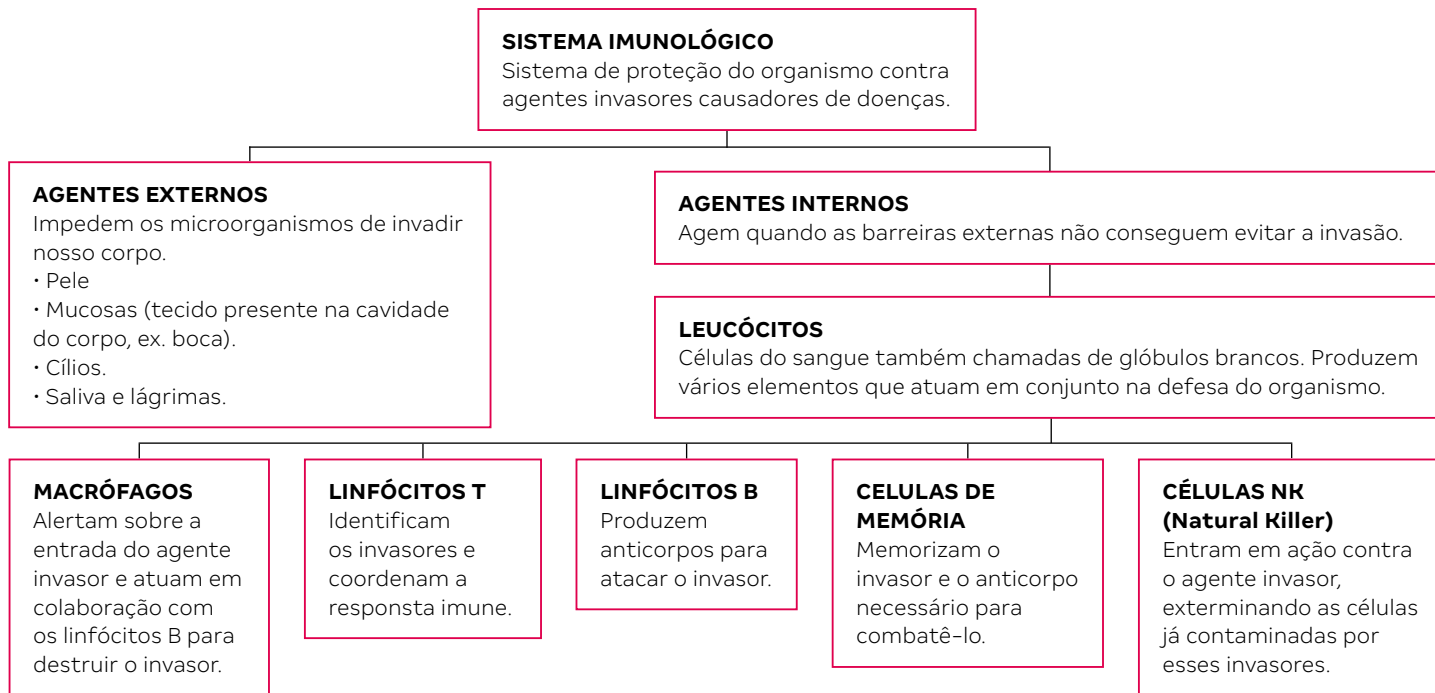 SISTEMA IMUNOLÓGICO
Sistema de proteção do organismo contra
agentes invasores causadores de doenças.
AGENTES EXTERNOS
Impedem os microorganismos de invadir
nosso corpo.
• Pele
• Mucosas (tecido presente na cavidade
do corpo, ex. boca).
• Cílios.
• Saliva e lágrimas.
AGENTES INTERNOS
Agem quando as barreiras externas não conseguem evitar a invasão.
LEUCÓCITOS
Células do sangue também chamadas de glóbulos brancos. Produzem
vários elementos que atuam em conjunto na defesa do organismo.
MACRÓFAGOS
Alertam sobre a
entrada do agente
invasor e atuam em
colaboração com
os linfócitos B para
destruir o invasor.
LINFÓCITOS T
Identificam
os invasores e
coordenam a
responsta imune.
LINFÓCITOS B
Produzem
anticorpos para
atacar o invasor.
CELULAS DE
MEMÓRIA
Memorizam o
invasor e o anticorpo
necessário para
combatê-lo.
CÉLULAS NK
(Natural Killer)
Entram em ação contra
o agente invasor,
exterminando as células
já contaminadas por
esses invasores.